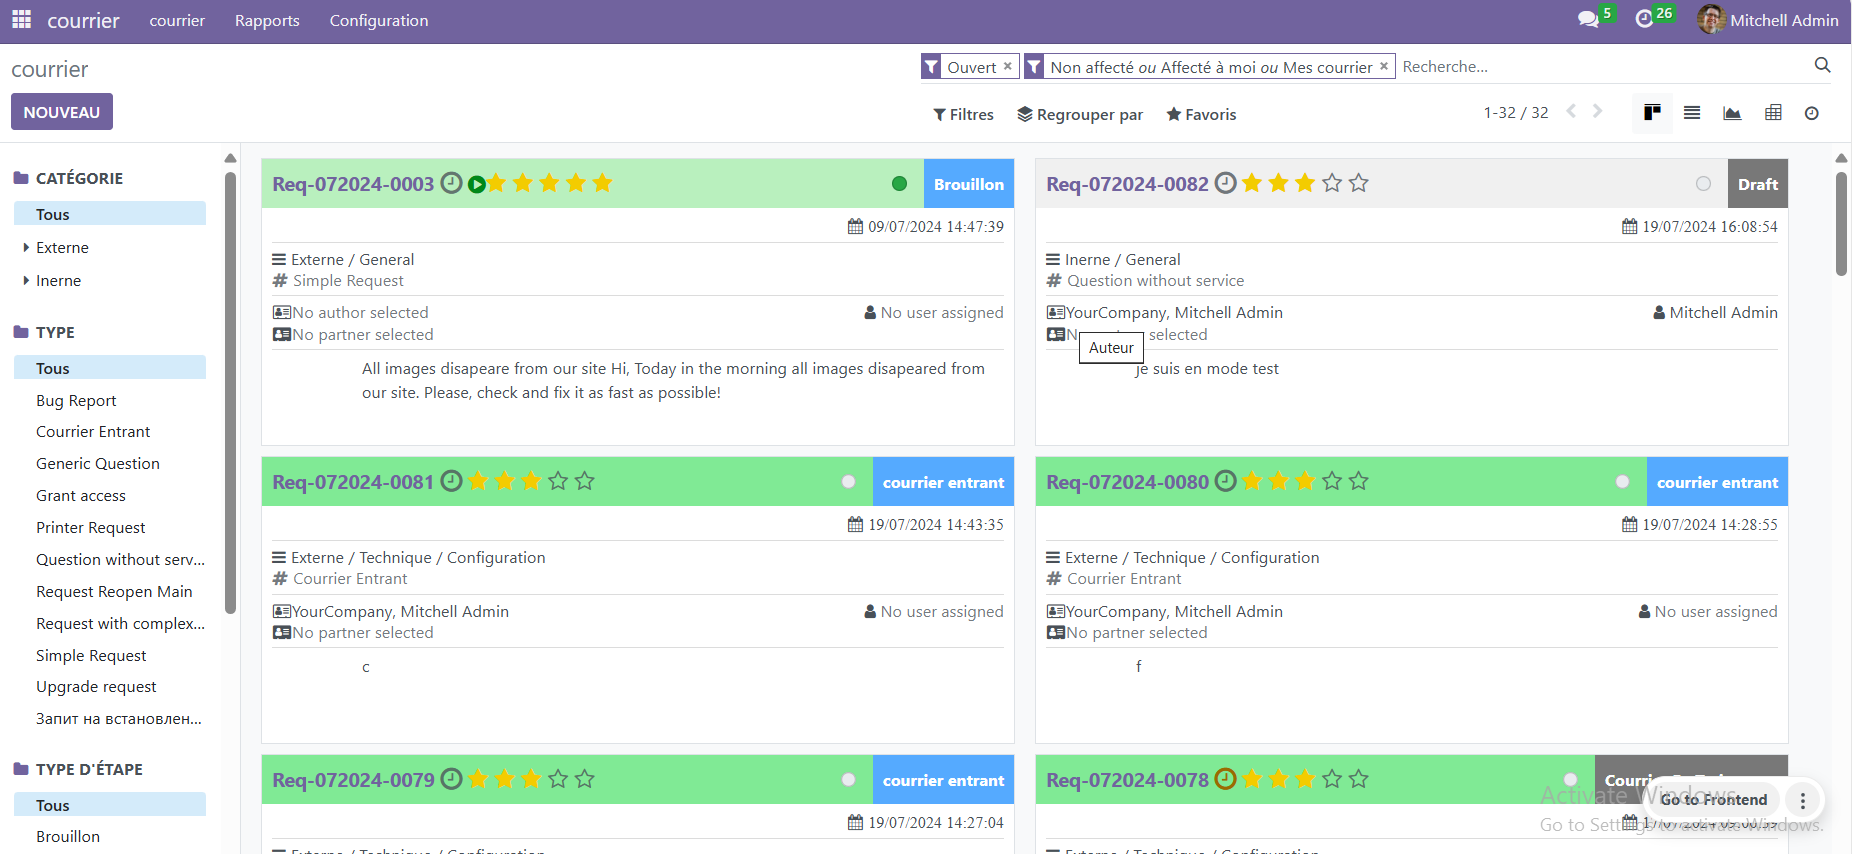 courrier courrier Rapports Configuration 5 26 Mitchell Admin
courrier Ouvert × Non affecté ou Affecté à moi ou Mes courrier × Recherche...
NOUVEAU Filtres Regrouper par Favoris 1-32 / 32
CATÉGORIE
Tous
Externe
Inerne
TYPE
Tous
Bug Report
Courrier Entrant
Generic Question
Grant access
Printer Request
Question without serv...
Request Reopen Main
Request with complex...
Simple Request
Upgrade request
Запит на встановлен...
TYPE D'ÉTAPE
Tous
Brouillon
Req-072024-0003 Brouillon
09/07/2024 14:47:39
Externe / General
# Simple Request
No author selected No user assigned
No partner selected
All images disapeare from our site Hi, Today in the morning all images disapeared from
our site. Please, check and fix it as fast as possible!
Req-072024-0082 Draft
19/07/2024 16:08:54
Inerne / General
# Question without service
YourCompany, Mitchell Admin Mitchell Admin
selected
Auteur
je suis en mode test
Req-072024-0081 courrier entrant
19/07/2024 14:43:35
Externe / Technique / Configuration
# Courrier Entrant
YourCompany, Mitchell Admin No user assigned
No partner selected
c
Req-072024-0080 courrier entrant
19/07/2024 14:28:55
Externe / Technique / Configuration
# Courrier Entrant
YourCompany, Mitchell Admin No user assigned
No partner selected
f
Req-072024-0079 courrier entrant
19/07/2024 14:27:04
Externe / Technique / Configuration
Req-072024-0078
Externe / Technique / Configuration
Go to Frontend
Activate Windows
Go to Settings to activate Windows.